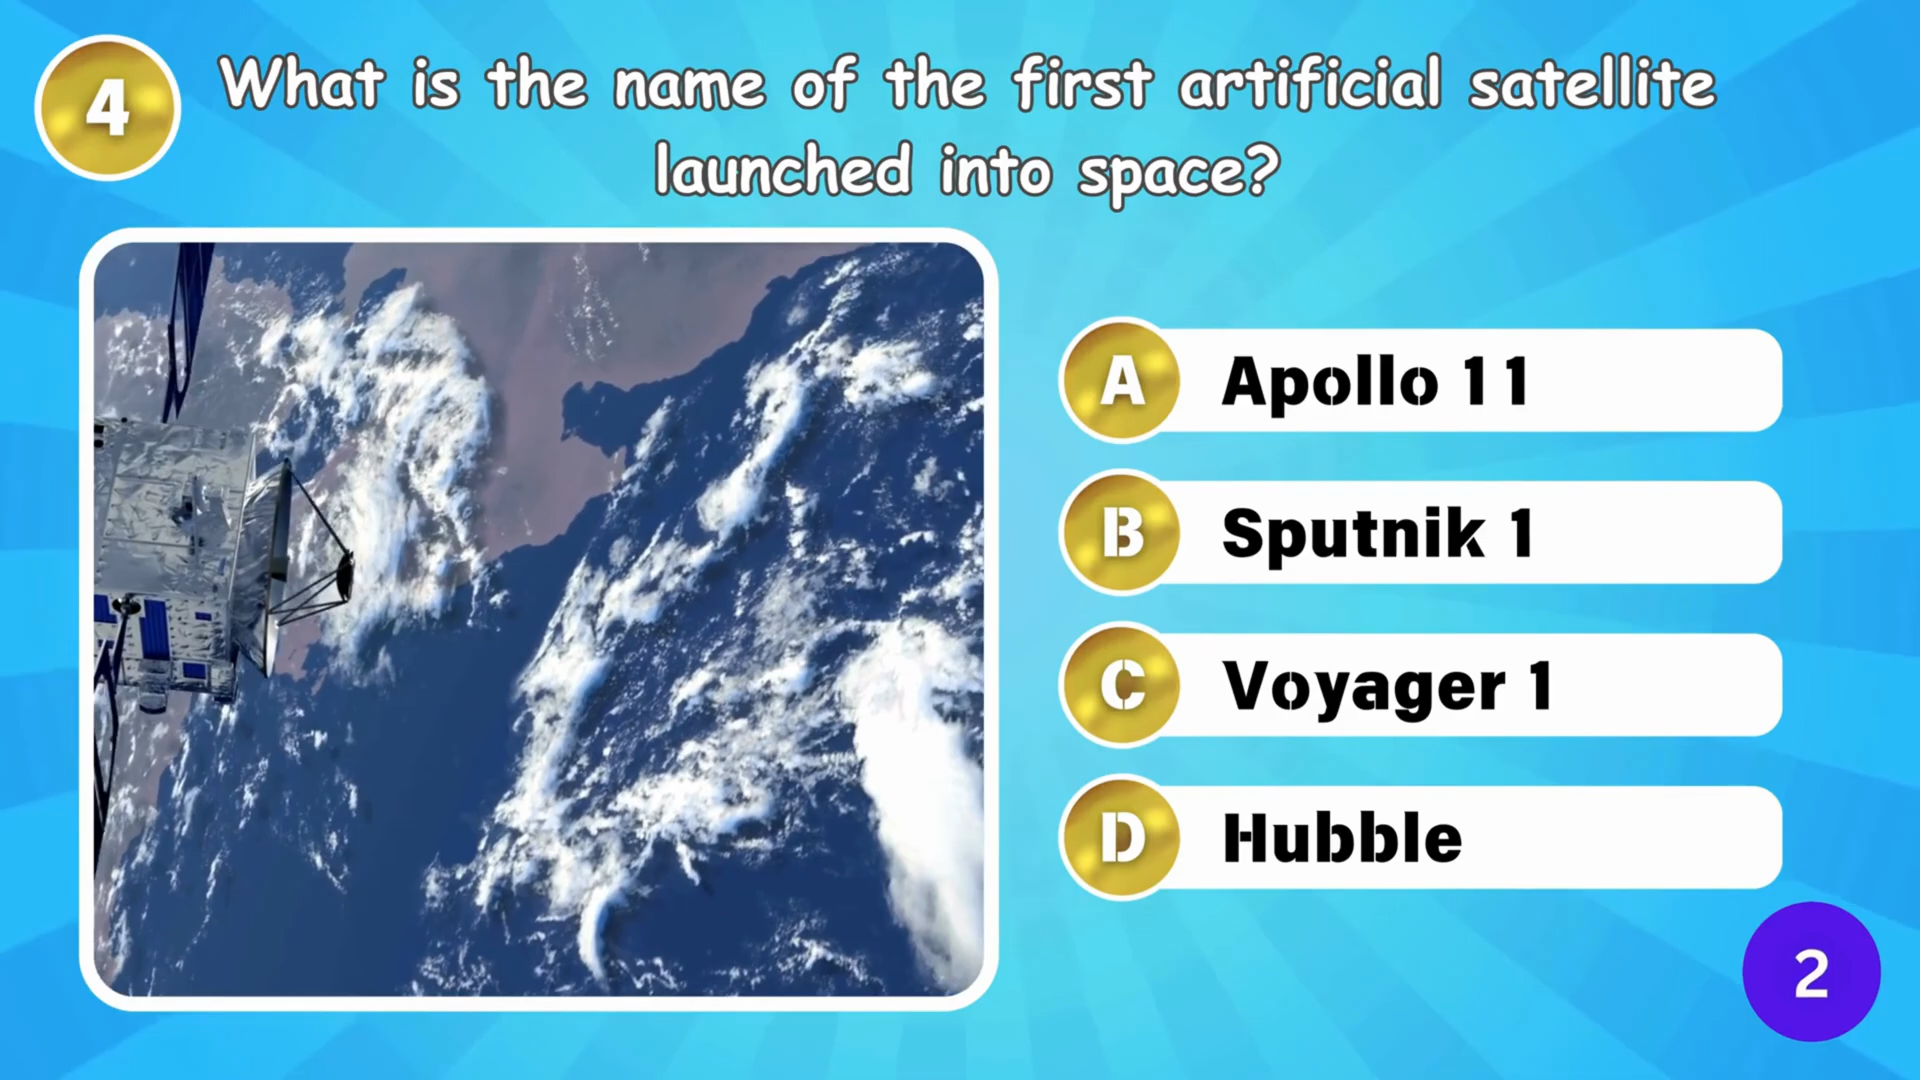 4
What is the name of the first artificial satellite
launched into space?
A Apollo 11
B Sputnik 1
C Voyager 1
D Hubble
2